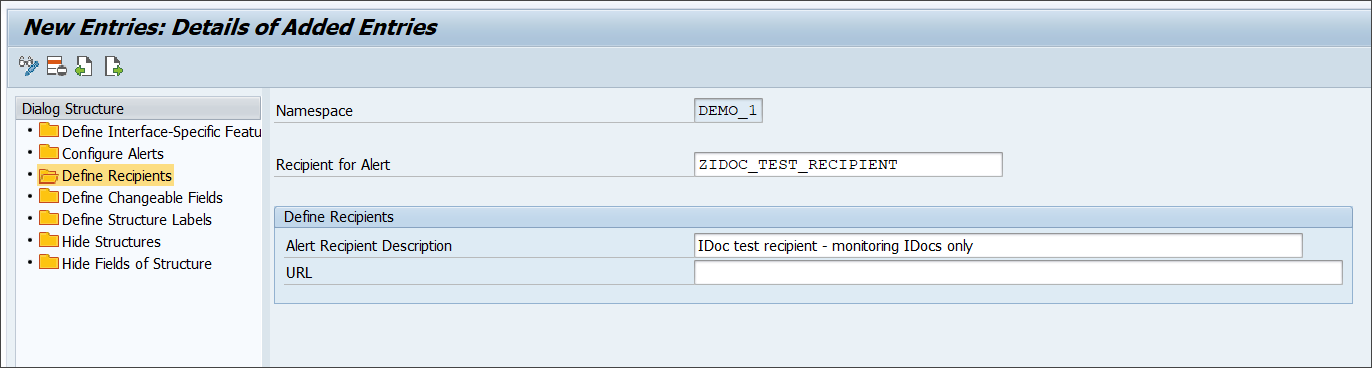 New Entries: Details of Added Entries
Dialog Structure
Define Interface-Specific Featu
Configure Alerts
Define Recipients
Define Changeable Fields
Define Structure Labels
Hide Structures
Hide Fields of Structure
Namespace DEMO_1
Recipient for Alert ZIDOC_TEST_RECIPIENT
Define Recipients
Alert Recipient Description IDoc test recipient - monitoring IDocs only
URL